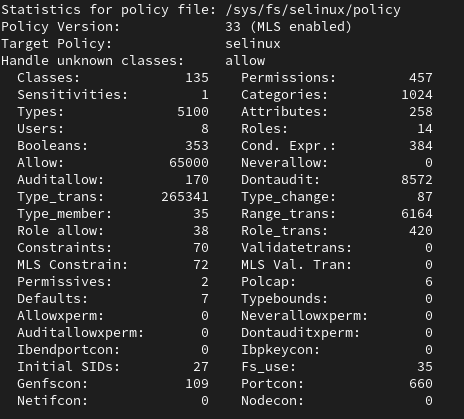 Statistics for policy file: /sys/fs/selinux/policy
Policy Version:             33 (MLS enabled)
Target Policy:              selinux
Handle unknown classes:     allow
  Classes:             135    Permissions:         457
  Sensitivities:         1    Categories:         1024
  Types:              5100    Attributes:          258
  Users:                 8    Roles:                14
  Booleans:            353    Cond. Expr.:         384
  Allow:             65000    Neverallow:            0
  Auditallow:          170    Dontaudit:          8572
  Type_trans:       265341    Type_change:          87
  Type_member:          35    Range_trans:        6164
  Role allow:           38    Role_trans:          420
  Constraints:          70    Validatetrans:         0
  MLS Constrain:        72    MLS Val. Tran:         0
  Permissives:           2    Polcap:                6
  Defaults:              7    Typebounds:            0
  Allowxperm:            0    Neverallowxperm:       0
  Auditallowxperm:       0    Dontauditxperm:        0
  Ibendportcon:          0    Ibpkeycon:             0
  Initial SIDs:         27    Fs_use:               35
  Genfscon:            109    Portcon:             660
  Netifcon:              0    Nodecon:               0